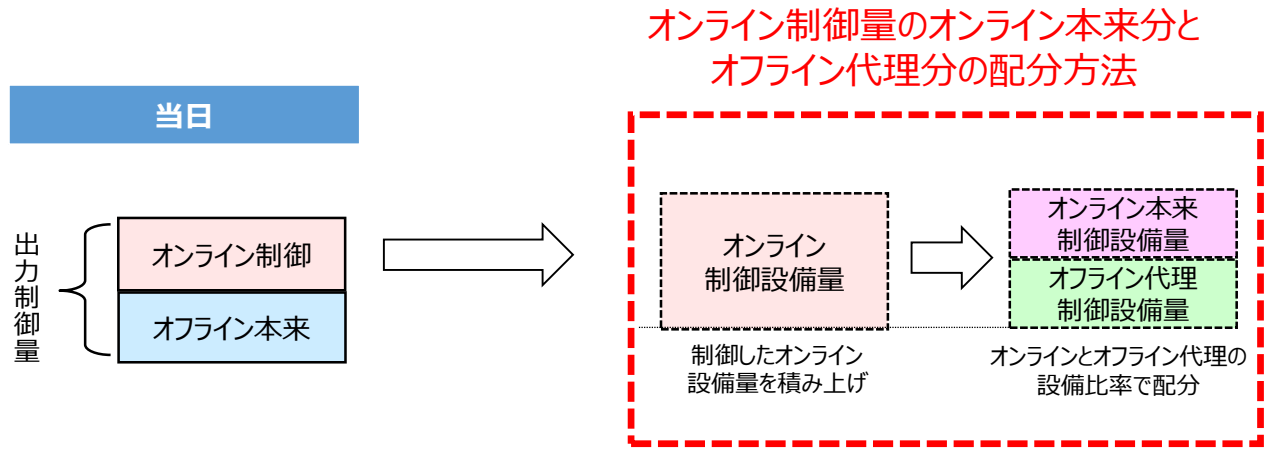 オンライン制御量のオンライン本来分と
オフライン代理分の配分方法
当日
出力制御量
オンライン制御
オフライン本来
オンライン
制御設備量
オンライン本来
制御設備量
オフライン代理
制御設備量
制御したオンライン
設備量を積み上げ
オンラインとオフライン代理の
設備比率で配分